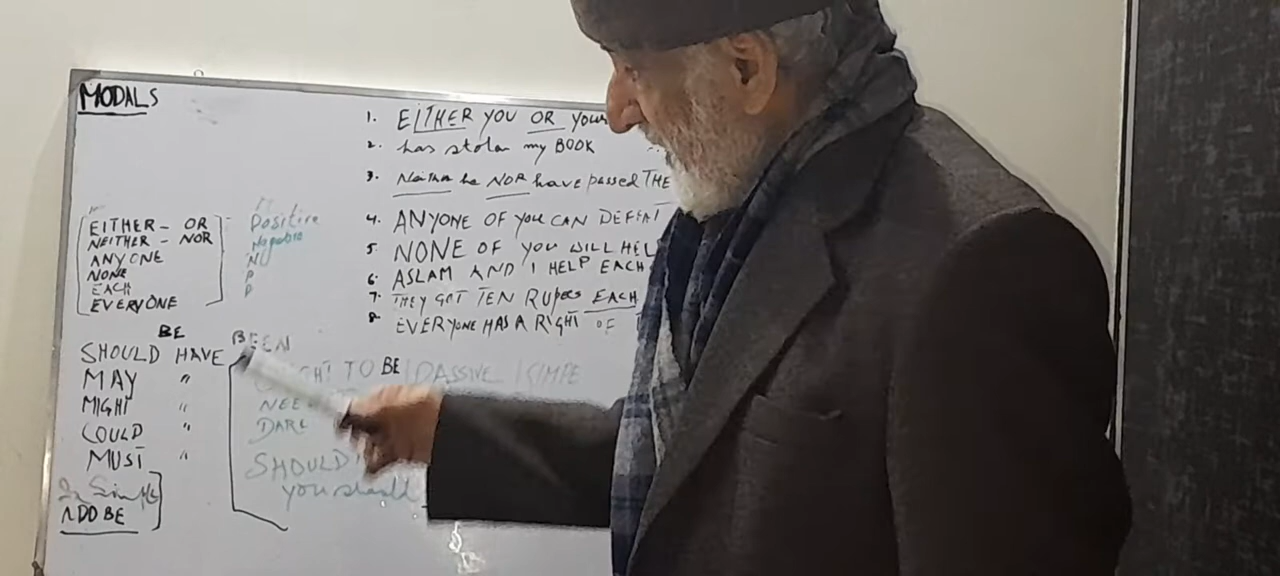 MODALS
1. EITHER YOU OR your
2. has stolen my BOOK
3. Neither he NOR have passed THE
4. ANYONE OF YOU CAN DEFEAT
5 NONE OF YOU WILL HEL
6 ASLAM AND I HELP EACH
7. THEY GOT TEN RUPEES EACH
8 EVERYONE HAS A RIGHT OF
EITHER - OR - Positive
NEITHER - NOR
ANYONE N
NONE P
EACH P
EVERYONE
BE BEEN
SHOULD HAVE
MAY "
MIGHT "
COULD "
MUST "
TO BE PASSIVE
NEE
DARE
SHOULD
you should
DO BE